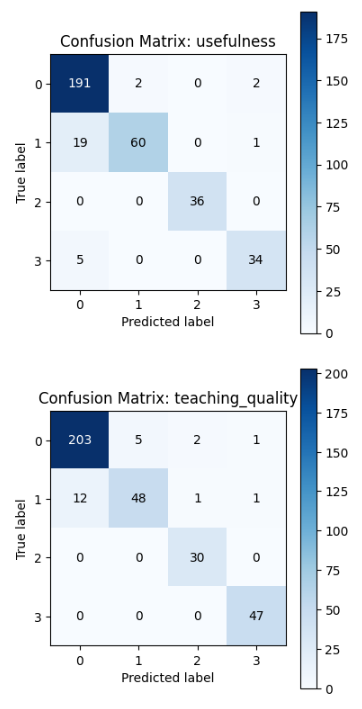 Confusion Matrix: usefulness
175
150
125
100
75
50
25
0
True label
0 191 2 0 2
1 19 60 0 1
2 0 0 36 0
3 5 0 0 34
0 1 2 3
Predicted label
Confusion Matrix: teaching_quality
200
175
150
125
100
75
50
25
0
True label
0 203 5 2 1
1 12 48 1 1
2 0 0 30 0
3 0 0 0 47
0 1 2 3
Predicted label